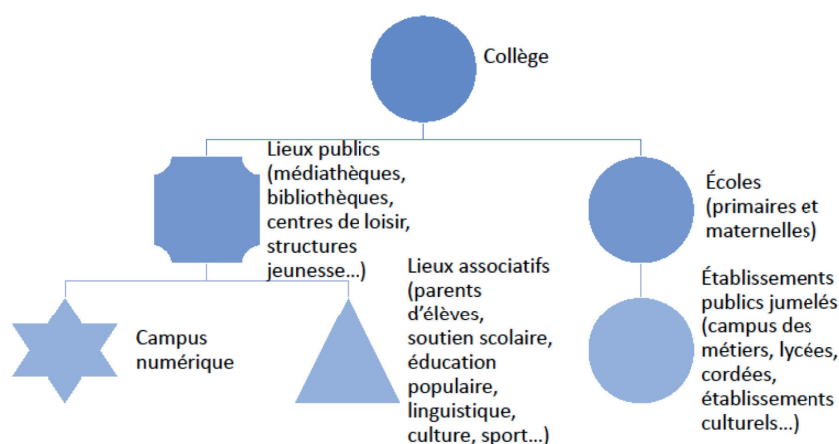 Collège
Lieux publics
(médiathèques,
bibliothèques,
centres de loisir,
structures
jeunesse…)
Écoles
(primaires et
maternelles)
Campus
numérique
Lieux associatifs
(parents
d’élèves,
soutien scolaire,
éducation
populaire,
linguistique,
culture, sport…)
Établissements
publics jumelés
(campus des
métiers, lycées,
cordées,
établissements
culturels…)